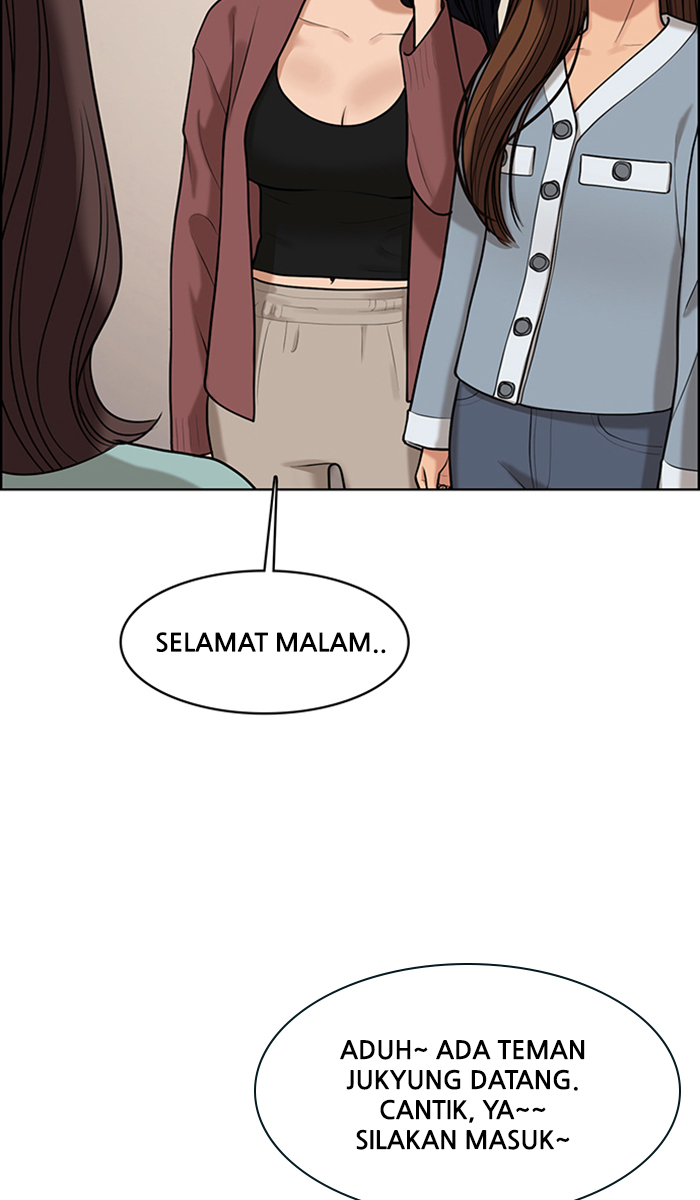 SELAMAT MALAM..
ADUH~ ADA TEMAN
JUKYUNG DATANG.
CANTIK, YA~~
SILAKAN MASUK~